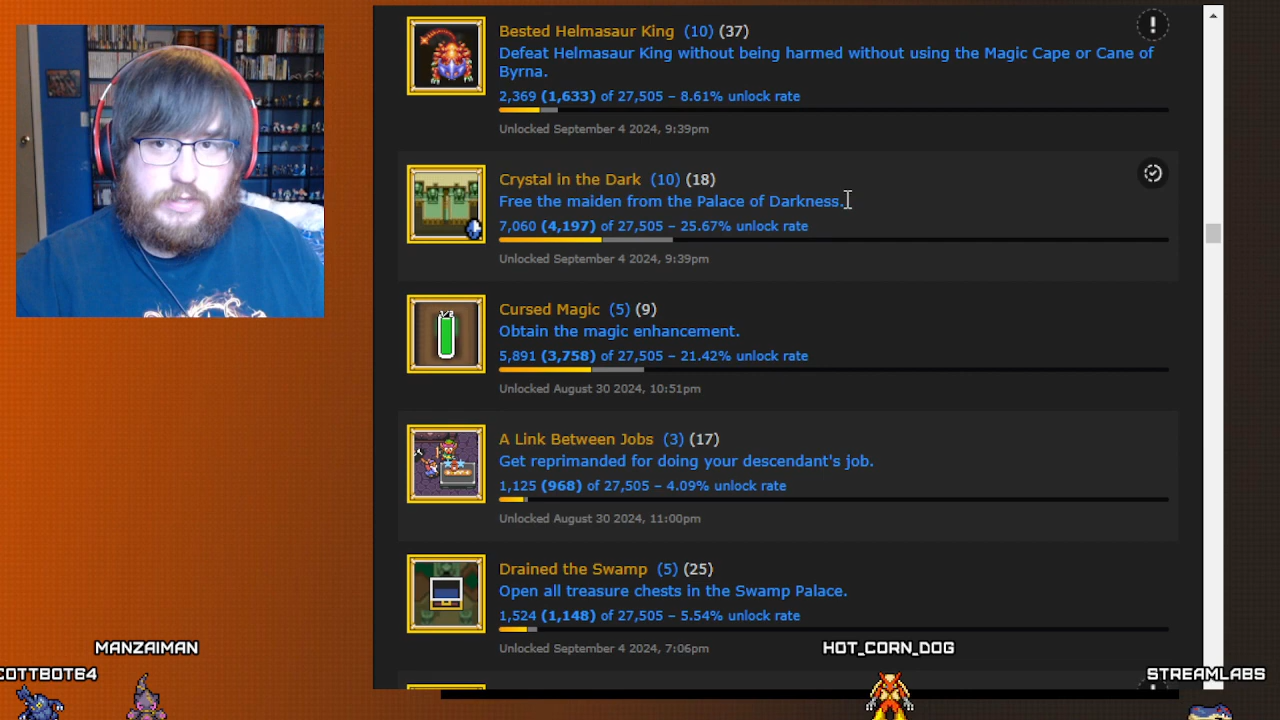 Bested Helmasaur King (10) (37)
Defeat Helmasaur King without being harmed without using the Magic Cape or Cane of
Byrna.
2,369 (1,633) of 27,505 – 8.61% unlock rate
Unlocked September 4 2024, 9:39pm
Crystal in the Dark (10) (18)
Free the maiden from the Palace of Darkness.
7,060 (4,197) of 27,505 – 25.67% unlock rate
Unlocked September 4 2024, 9:39pm
1/2
Cursed Magic (5) (9)
Obtain the magic enhancement.
5,891 (3,758) of 27,505 – 21.42% unlock rate
Unlocked August 30 2024, 10:51pm
A Link Between Jobs (3) (17)
Get reprimanded for doing your descendant's job.
1,125 (968) of 27,505 – 4.09% unlock rate
Unlocked August 30 2024, 11:00pm
Drained the Swamp (5) (25)
Open all treasure chests in the Swamp Palace.
1,524 (1,148) of 27,505 – 5.54% unlock rate
Unlocked September 4 2024, 7:06pm
MANZAIMAN
HOT_CORN_DOG
COTTBOT64
STREAMLABS